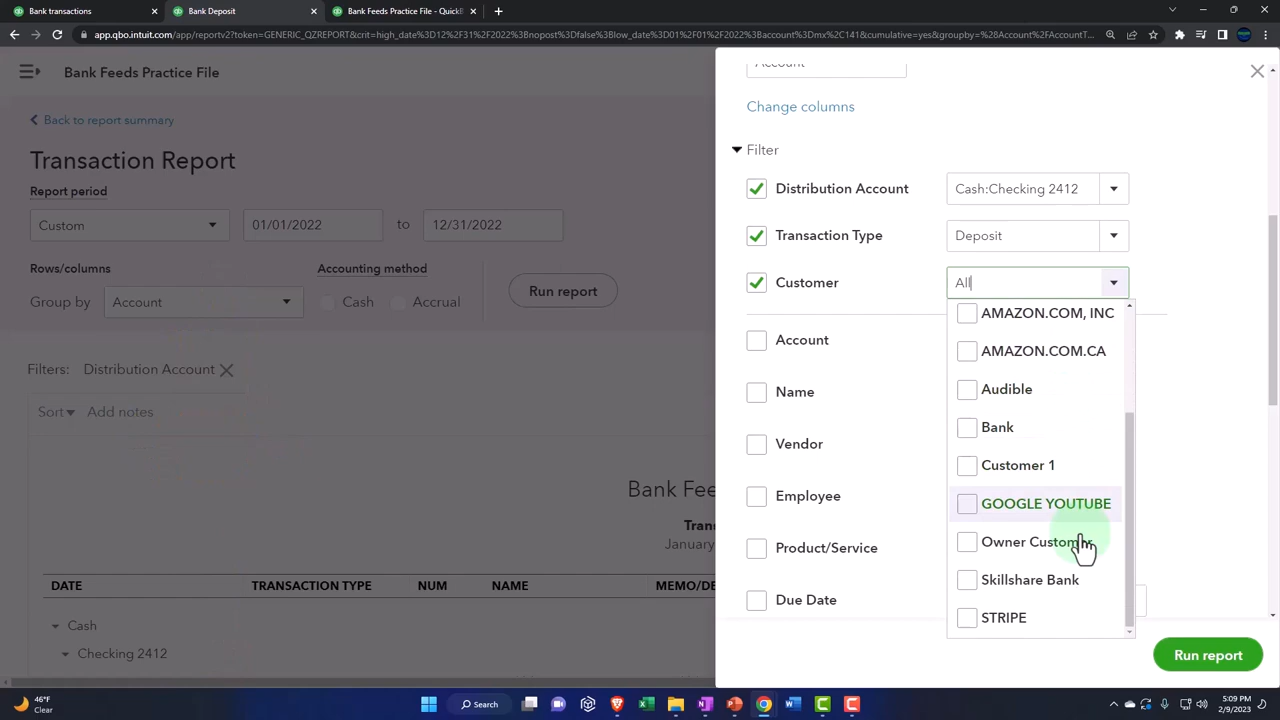 Bank transactions
Bank Deposit
Bank Feeds Practice File - Quick
app.qbo.intuit.com/app/reportv2?token=GENERIC_QZREPORT&crit=high_date%3D12%2F31%2F2022%3Bnopost%3Dfalse%3Blow_date%3D01%2F01%2F2022%3Dmx%C2%141&cumulative=yes&groupby=%28Account%2FAccountT...
Bank Feeds Practice File
Back to report summary
Transaction Report
Report period
Custom
01/01/2022
to
12/31/2022
Rows/columns
Accounting method
Group by
Account
Cash
Accrual
Run report
Filters:
Distribution Account
Sort
Add notes
Bank Fee
Trans
January
DATE
TRANSACTION TYPE
NUM
NAME
MEMO/DE
Cash
Checking 2412
Account
Change columns
Filter
Distribution Account
Cash:Checking 2412
Transaction Type
Deposit
Customer
All
AMAZON.COM, INC
AMAZON.COM.CA
Audible
Bank
Customer 1
GOOGLE YOUTUBE
Owner Customer
Skillshare Bank
STRIPE
Account
Name
Vendor
Employee
Product/Service
Due Date
Run report
46°F
Clear
Search
5:09 PM
2/9/2023